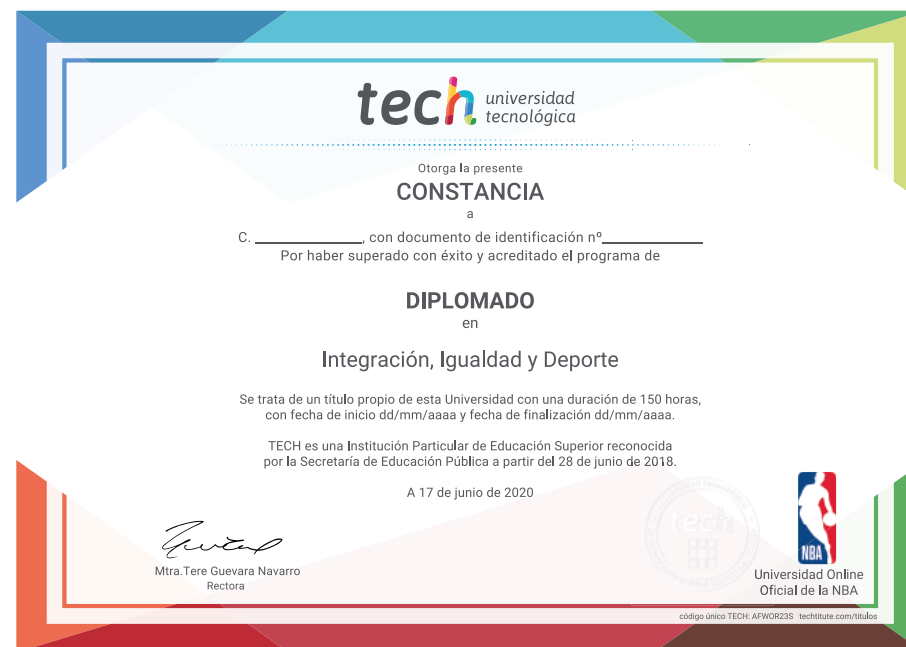 tech universidad
tecnológica
Otorga la presente
CONSTANCIA
a
C. ______________, con documento de identificación nº______________
Por haber superado con éxito y acreditado el programa de
DIPLOMADO
en
Integración, Igualdad y Deporte
Se trata de un título propio de esta Universidad con una duración de 150 horas,
con fecha de inicio dd/mm/aaaa y fecha de finalización dd/mm/aaaa.
TECH es una Institución Particular de Educación Superior reconocida
por la Secretaría de Educación Pública a partir del 28 de junio de 2018.
A 17 de junio de 2020
tech
Mtra.Tere Guevara Navarro
Rectora
NBA
Universidad Online
Oficial de la NBA
código único TECH: AFWOR23S techtitute.com/titulos